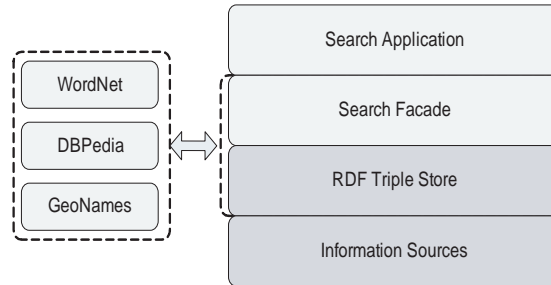 WordNet
DBPedia
GeoNames
Search Application
Search Facade
RDF Triple Store
Information Sources